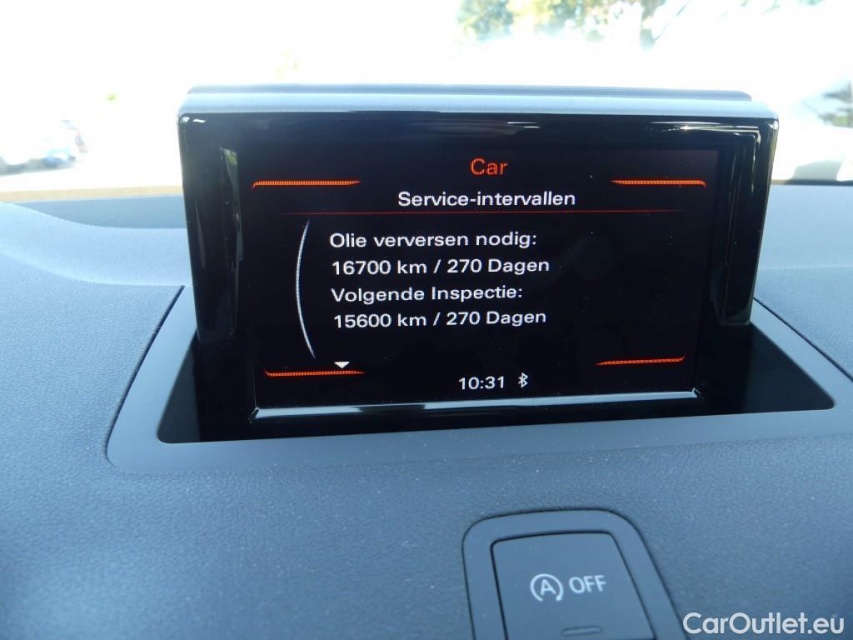 Car
Service-intervallen
Olie verversen nodig:
16700 km / 270 Dagen
Volgende Inspectie:
15600 km / 270 Dagen
10:31
A OFF
CarOutlet.eu